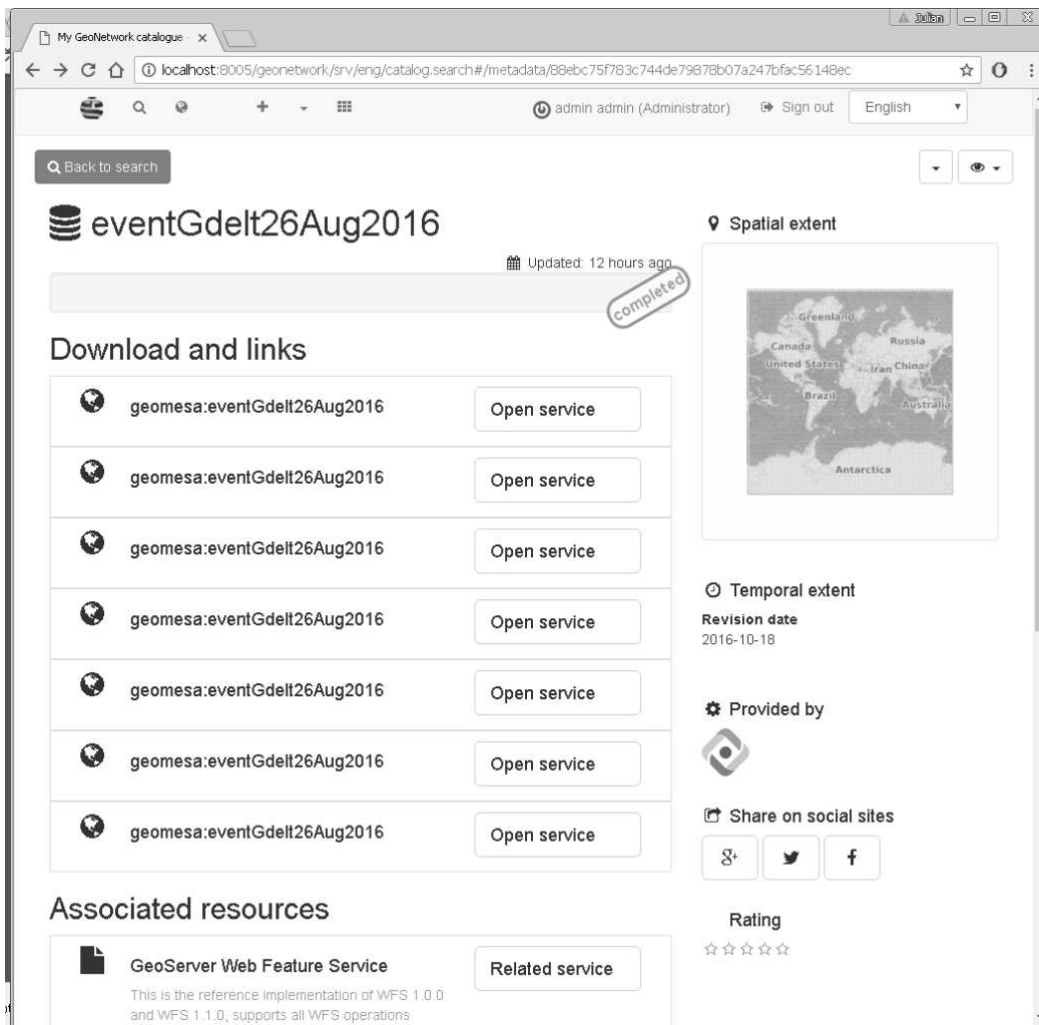 Julian
My GeoNetwork catalogue -
localhost:8005/geonetwork/srv/eng/catalog.search#/metadata/88ebc75f783c744de79878b07a247bfac56148ec
admin admin (Administrator)
Sign out
English
Back to search
eventGdelt26Aug2016
Updated: 12 hours ago
completed
Download and links
geomesa:eventGdelt26Aug2016
Open service
geomesa:eventGdelt26Aug2016
Open service
geomesa:eventGdelt26Aug2016
Open service
geomesa:eventGdelt26Aug2016
Open service
geomesa:eventGdelt26Aug2016
Open service
geomesa:eventGdelt26Aug2016
Open service
geomesa:eventGdelt26Aug2016
Open service
Associated resources
GeoServer Web Feature Service
Related service
This is the reference implementation of WFS 1.0.0
and WFS 1.1.0, supports all WFS operations
Spatial extent
Greenland
Canada
Russia
United States
Iran China
Brazil
Australia
Antarctica
Temporal extent
Revision date
2016-10-18
Provided by
Share on social sites
Rating